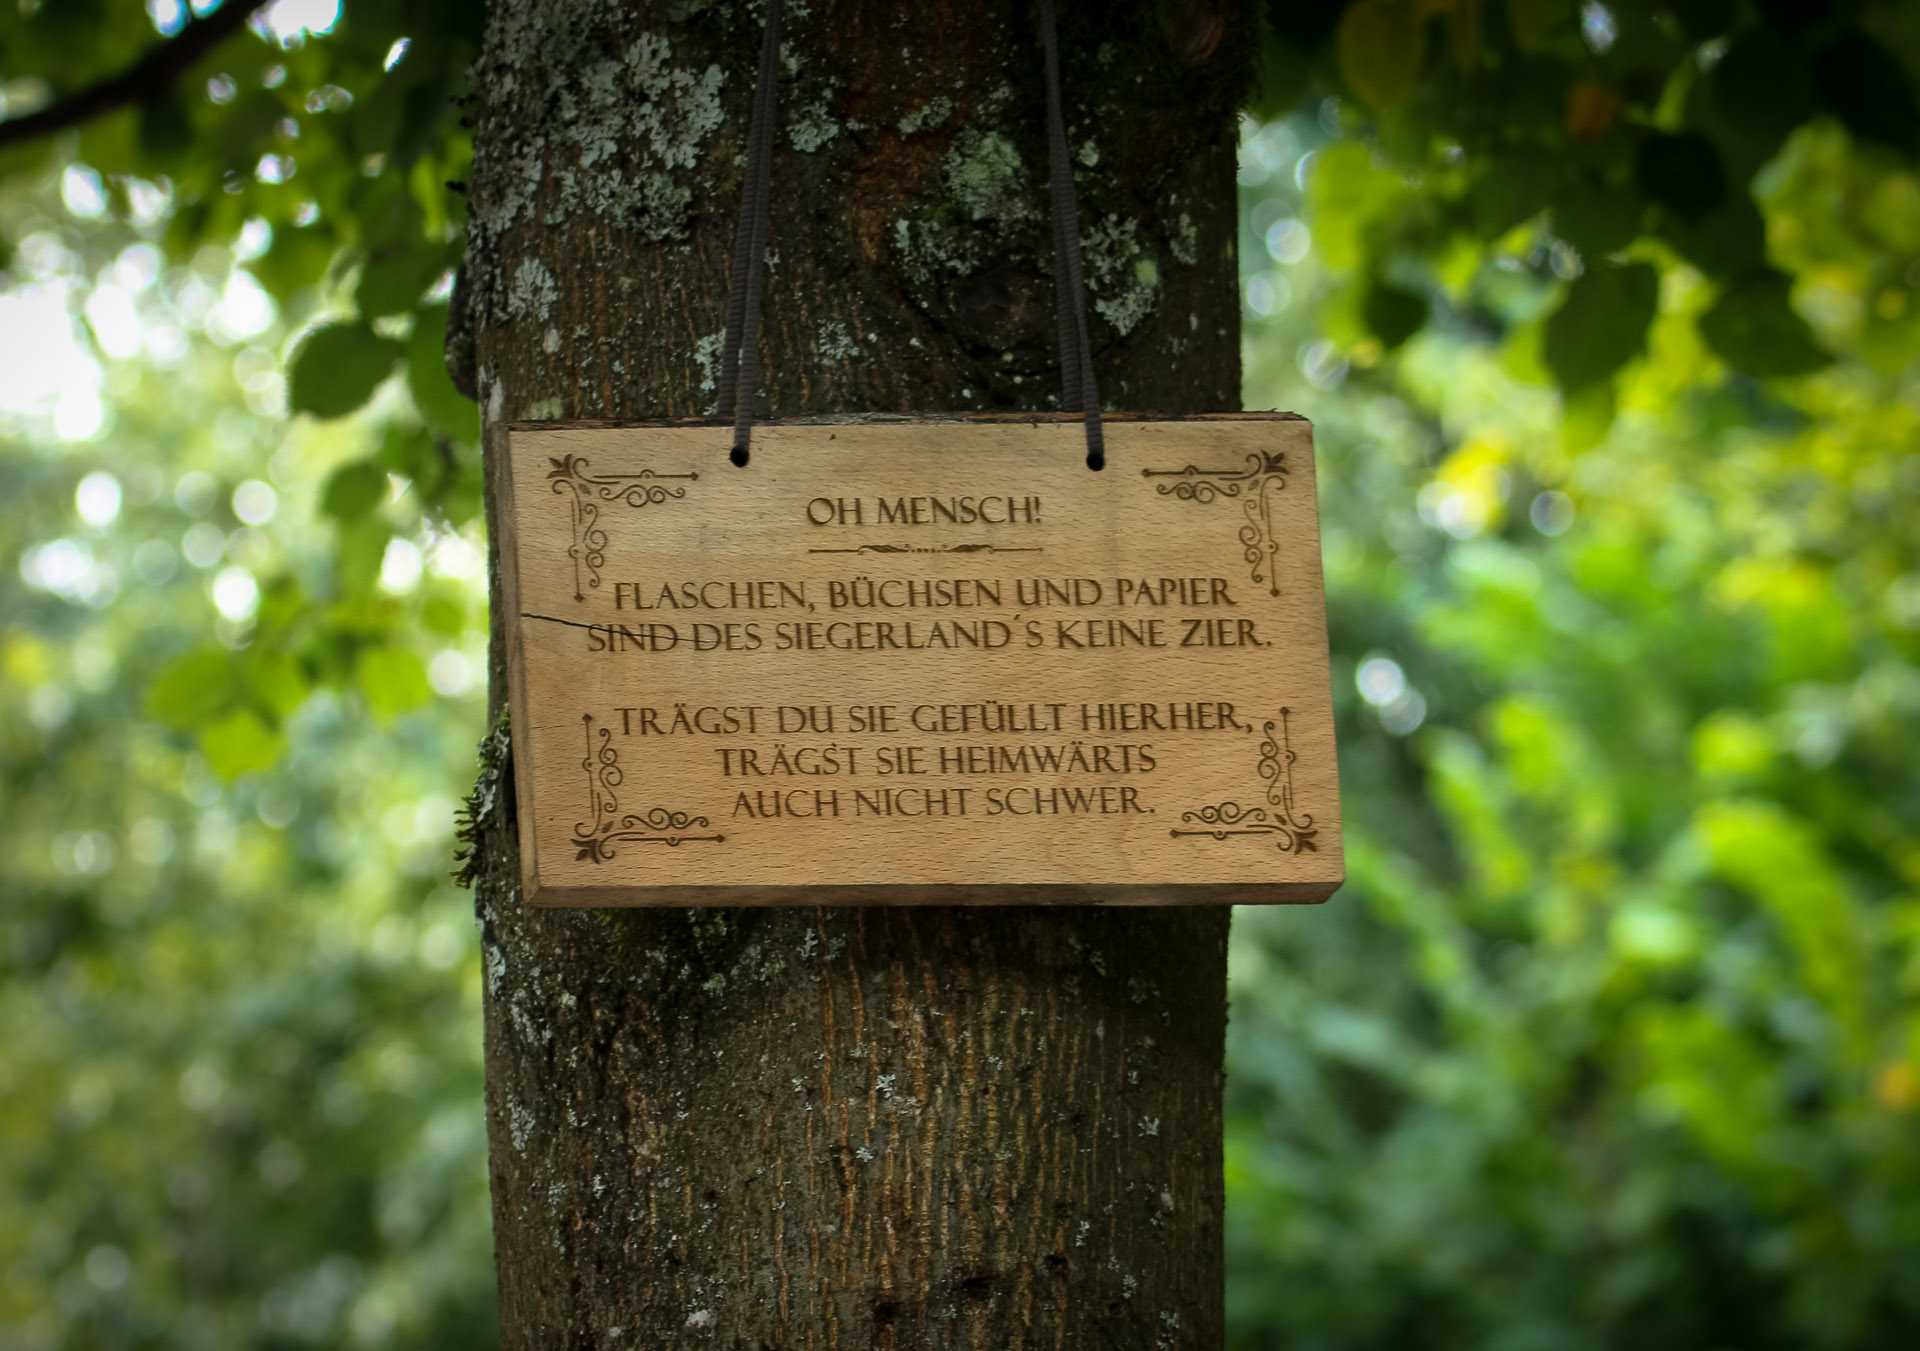 OH MENSCH!
FLASCHEN, BÜCHSEN UND PAPIER
SIND DES SIEGERLAND´S KEINE ZIER.
TRÄGST DU SIE GEFÜLLT HIERHER,
TRÄGST SIE HEIMWÄRTS
AUCH NICHT SCHWER.